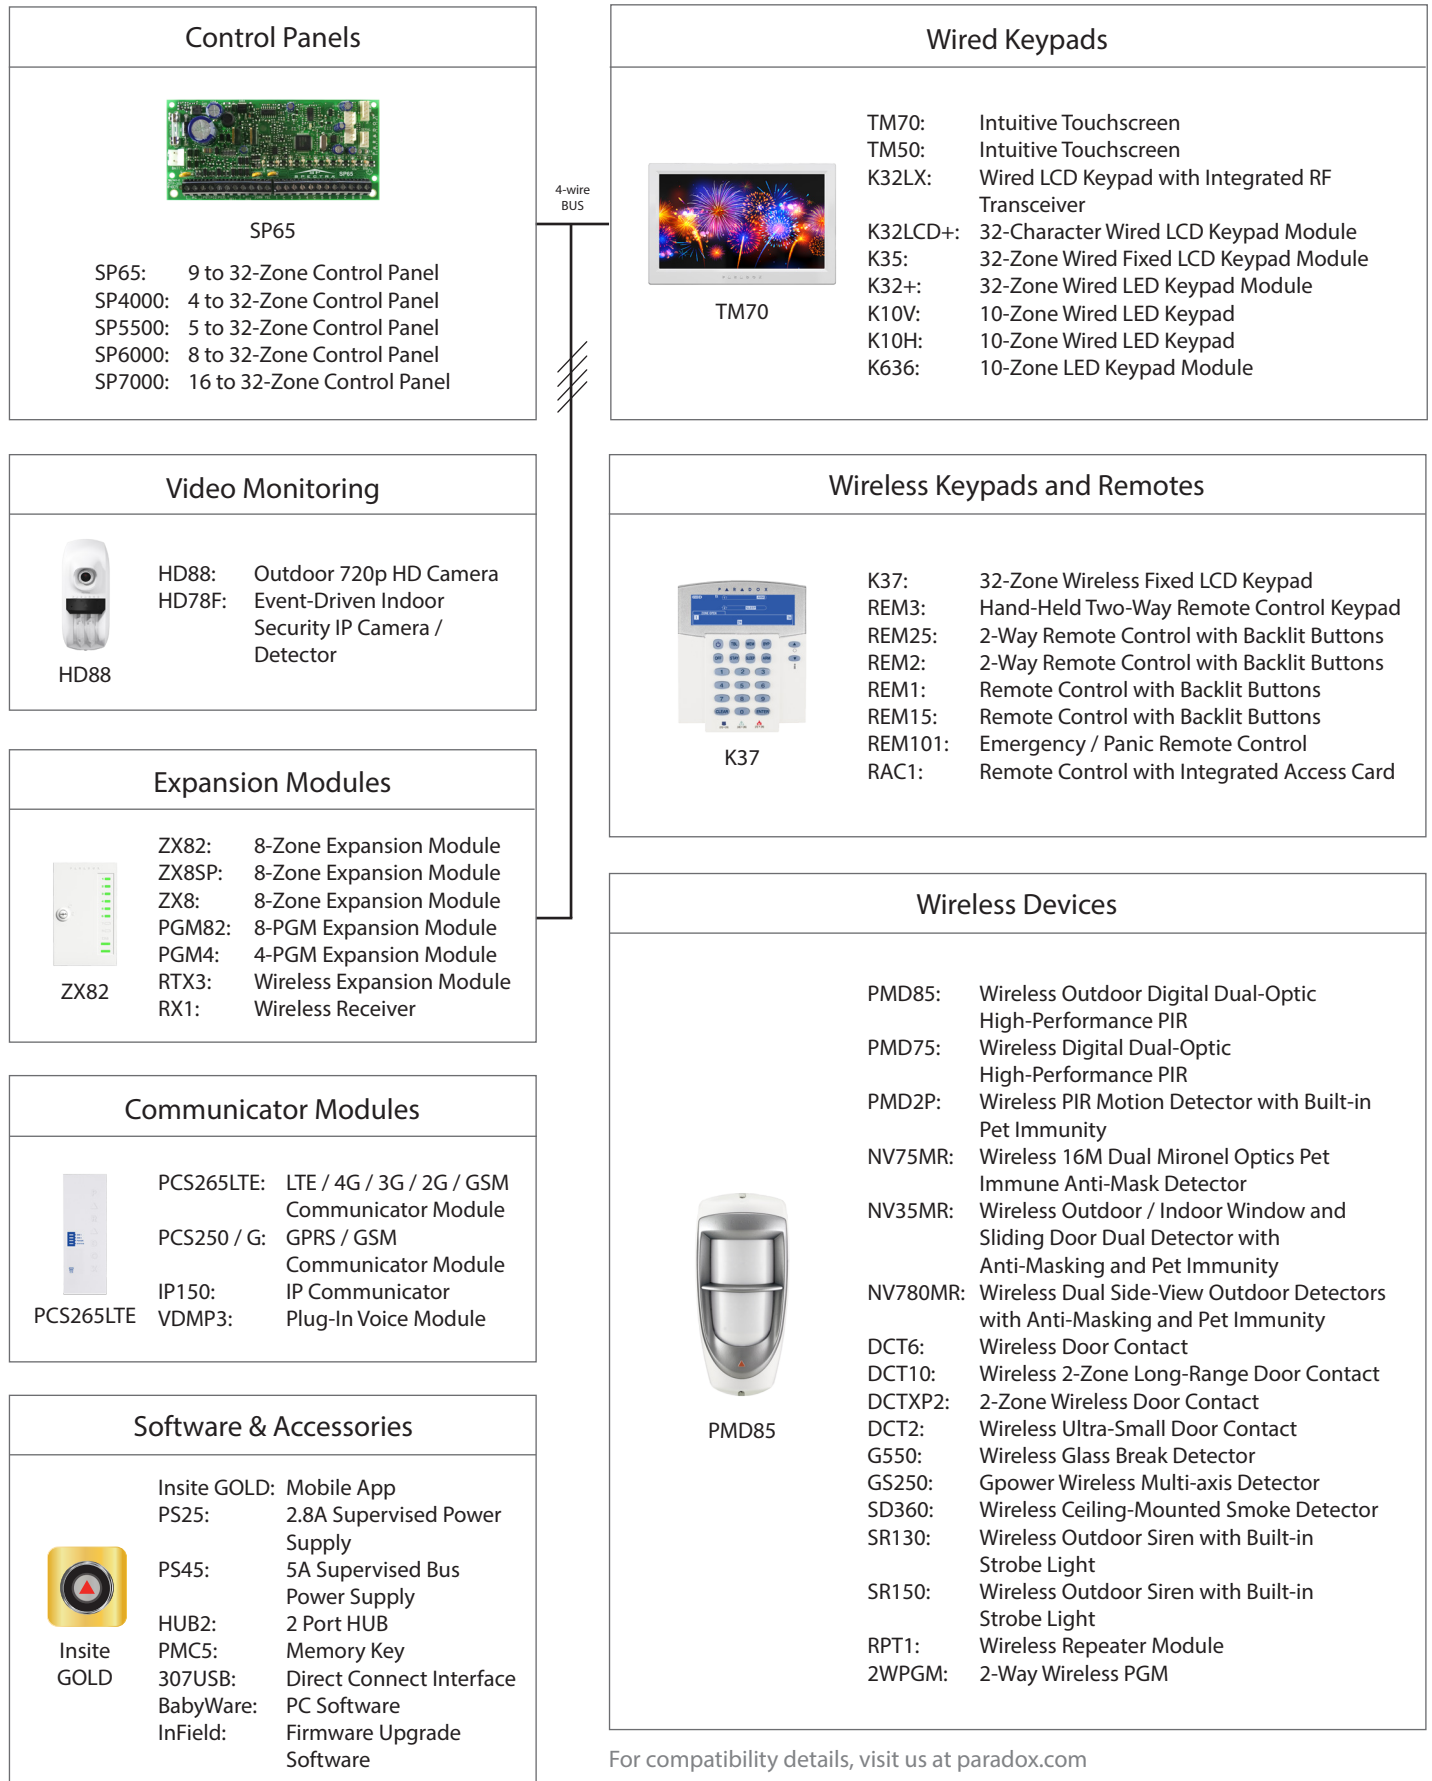 Control Panels
SPECTRA SP65
SP65
SP65: 9 to 32-Zone Control Panel
SP4000: 4 to 32-Zone Control Panel
SP5500: 5 to 32-Zone Control Panel
SP6000: 8 to 32-Zone Control Panel
SP7000: 16 to 32-Zone Control Panel
4-wire
BUS
Wired Keypads
PARADOX
TM70
TM70: Intuitive Touchscreen
TM50: Intuitive Touchscreen
K32LX: Wired LCD Keypad with Integrated RF
Transceiver
K32LCD+: 32-Character Wired LCD Keypad Module
K35: 32-Zone Wired Fixed LCD Keypad Module
K32+: 32-Zone Wired LED Keypad Module
K10V: 10-Zone Wired LED Keypad
K10H: 10-Zone Wired LED Keypad
K636: 10-Zone LED Keypad Module
Video Monitoring
HD88
HD88: Outdoor 720p HD Camera
HD78F: Event-Driven Indoor
Security IP Camera /
Detector
Wireless Keypads and Remotes
PARADOX
1 2 3
4 5 6
7 8 9
CLEAR 0 ENTER
K37
K37: 32-Zone Wireless Fixed LCD Keypad
REM3: Hand-Held Two-Way Remote Control Keypad
REM25: 2-Way Remote Control with Backlit Buttons
REM2: 2-Way Remote Control with Backlit Buttons
REM1: Remote Control with Backlit Buttons
REM15: Remote Control with Backlit Buttons
REM101: Emergency / Panic Remote Control
RAC1: Remote Control with Integrated Access Card
Expansion Modules
ZX82
ZX82: 8-Zone Expansion Module
ZX8SP: 8-Zone Expansion Module
ZX8: 8-Zone Expansion Module
PGM82: 8-PGM Expansion Module
PGM4: 4-PGM Expansion Module
RTX3: Wireless Expansion Module
RX1: Wireless Receiver
Communicator Modules
PCS265LTE
PCS265LTE: LTE / 4G / 3G / 2G / GSM
Communicator Module
PCS250 / G: GPRS / GSM
Communicator Module
IP150: IP Communicator
VDMP3: Plug-In Voice Module
Software & Accessories
Insite
GOLD
Insite GOLD: Mobile App
PS25: 2.8A Supervised Power
Supply
PS45: 5A Supervised Bus
Power Supply
HUB2: 2 Port HUB
PMC5: Memory Key
307USB: Direct Connect Interface
BabyWare: PC Software
InField: Firmware Upgrade
Software
Wireless Devices
PMD85
PMD85: Wireless Outdoor Digital Dual-Optic
High-Performance PIR
PMD75: Wireless Digital Dual-Optic
High-Performance PIR
PMD2P: Wireless PIR Motion Detector with Built-in
Pet Immunity
NV75MR: Wireless 16M Dual Mironel Optics Pet
Immune Anti-Mask Detector
NV35MR: Wireless Outdoor / Indoor Window and
Sliding Door Dual Detector with
Anti-Masking and Pet Immunity
NV780MR: Wireless Dual Side-View Outdoor Detectors
with Anti-Masking and Pet Immunity
DCT6: Wireless Door Contact
DCT10: Wireless 2-Zone Long-Range Door Contact
DCTXP2: 2-Zone Wireless Door Contact
DCT2: Wireless Ultra-Small Door Contact
G550: Wireless Glass Break Detector
GS250: Gpower Wireless Multi-axis Detector
SD360: Wireless Ceiling-Mounted Smoke Detector
SR130: Wireless Outdoor Siren with Built-in
Strobe Light
SR150: Wireless Outdoor Siren with Built-in
Strobe Light
RPT1: Wireless Repeater Module
2WPGM: 2-Way Wireless PGM
For compatibility details, visit us at paradox.com